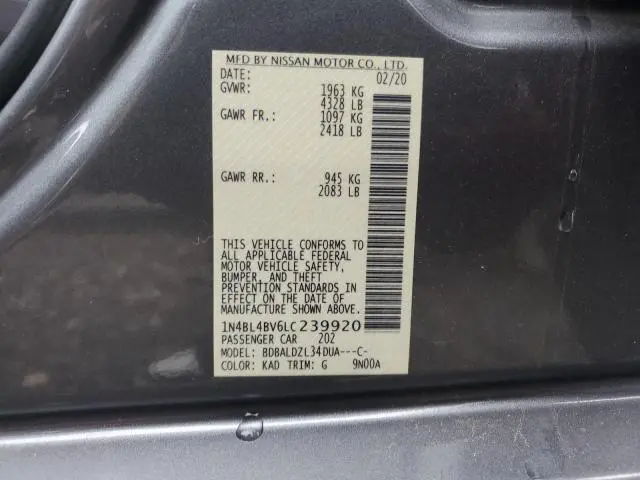 MFD BY NISSAN MOTOR CO., LTD.
DATE: 02/20
GVWR: 1963 KG
4328 LB
GAWR FR.: 1097 KG
2418 LB
GAWR RR.: 945 KG
2083 LB
THIS VEHICLE CONFORMS TO
ALL APPLICABLE FEDERAL
MOTOR VEHICLE SAFETY,
BUMPER, AND THEFT
PREVENTION STANDARDS IN
EFFECT ON THE DATE OF
MANUFACTURE SHOWN ABOVE.
1N4BL4BV6LC239920
PASSENGER CAR 202
MODEL: BDBALDZL34DUA---C-
COLOR: KAD TRIM: G 9N00A